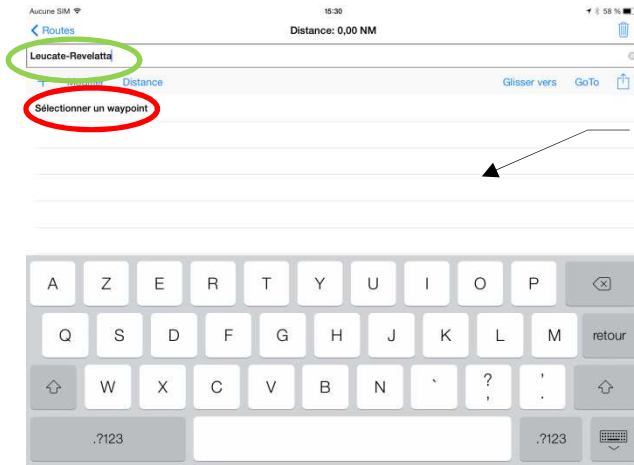 Aucune SIM 15:30 58 %
Routes Distance: 0,00 NM
Leucate-Revelatta
+ Distance Glisser vers GoTo
Sélectionner un waypoint
A Z E R T Y U I O P
Q S D F G H J K L M retour
W X C V B N ` ? , ' .
.?123 .?123